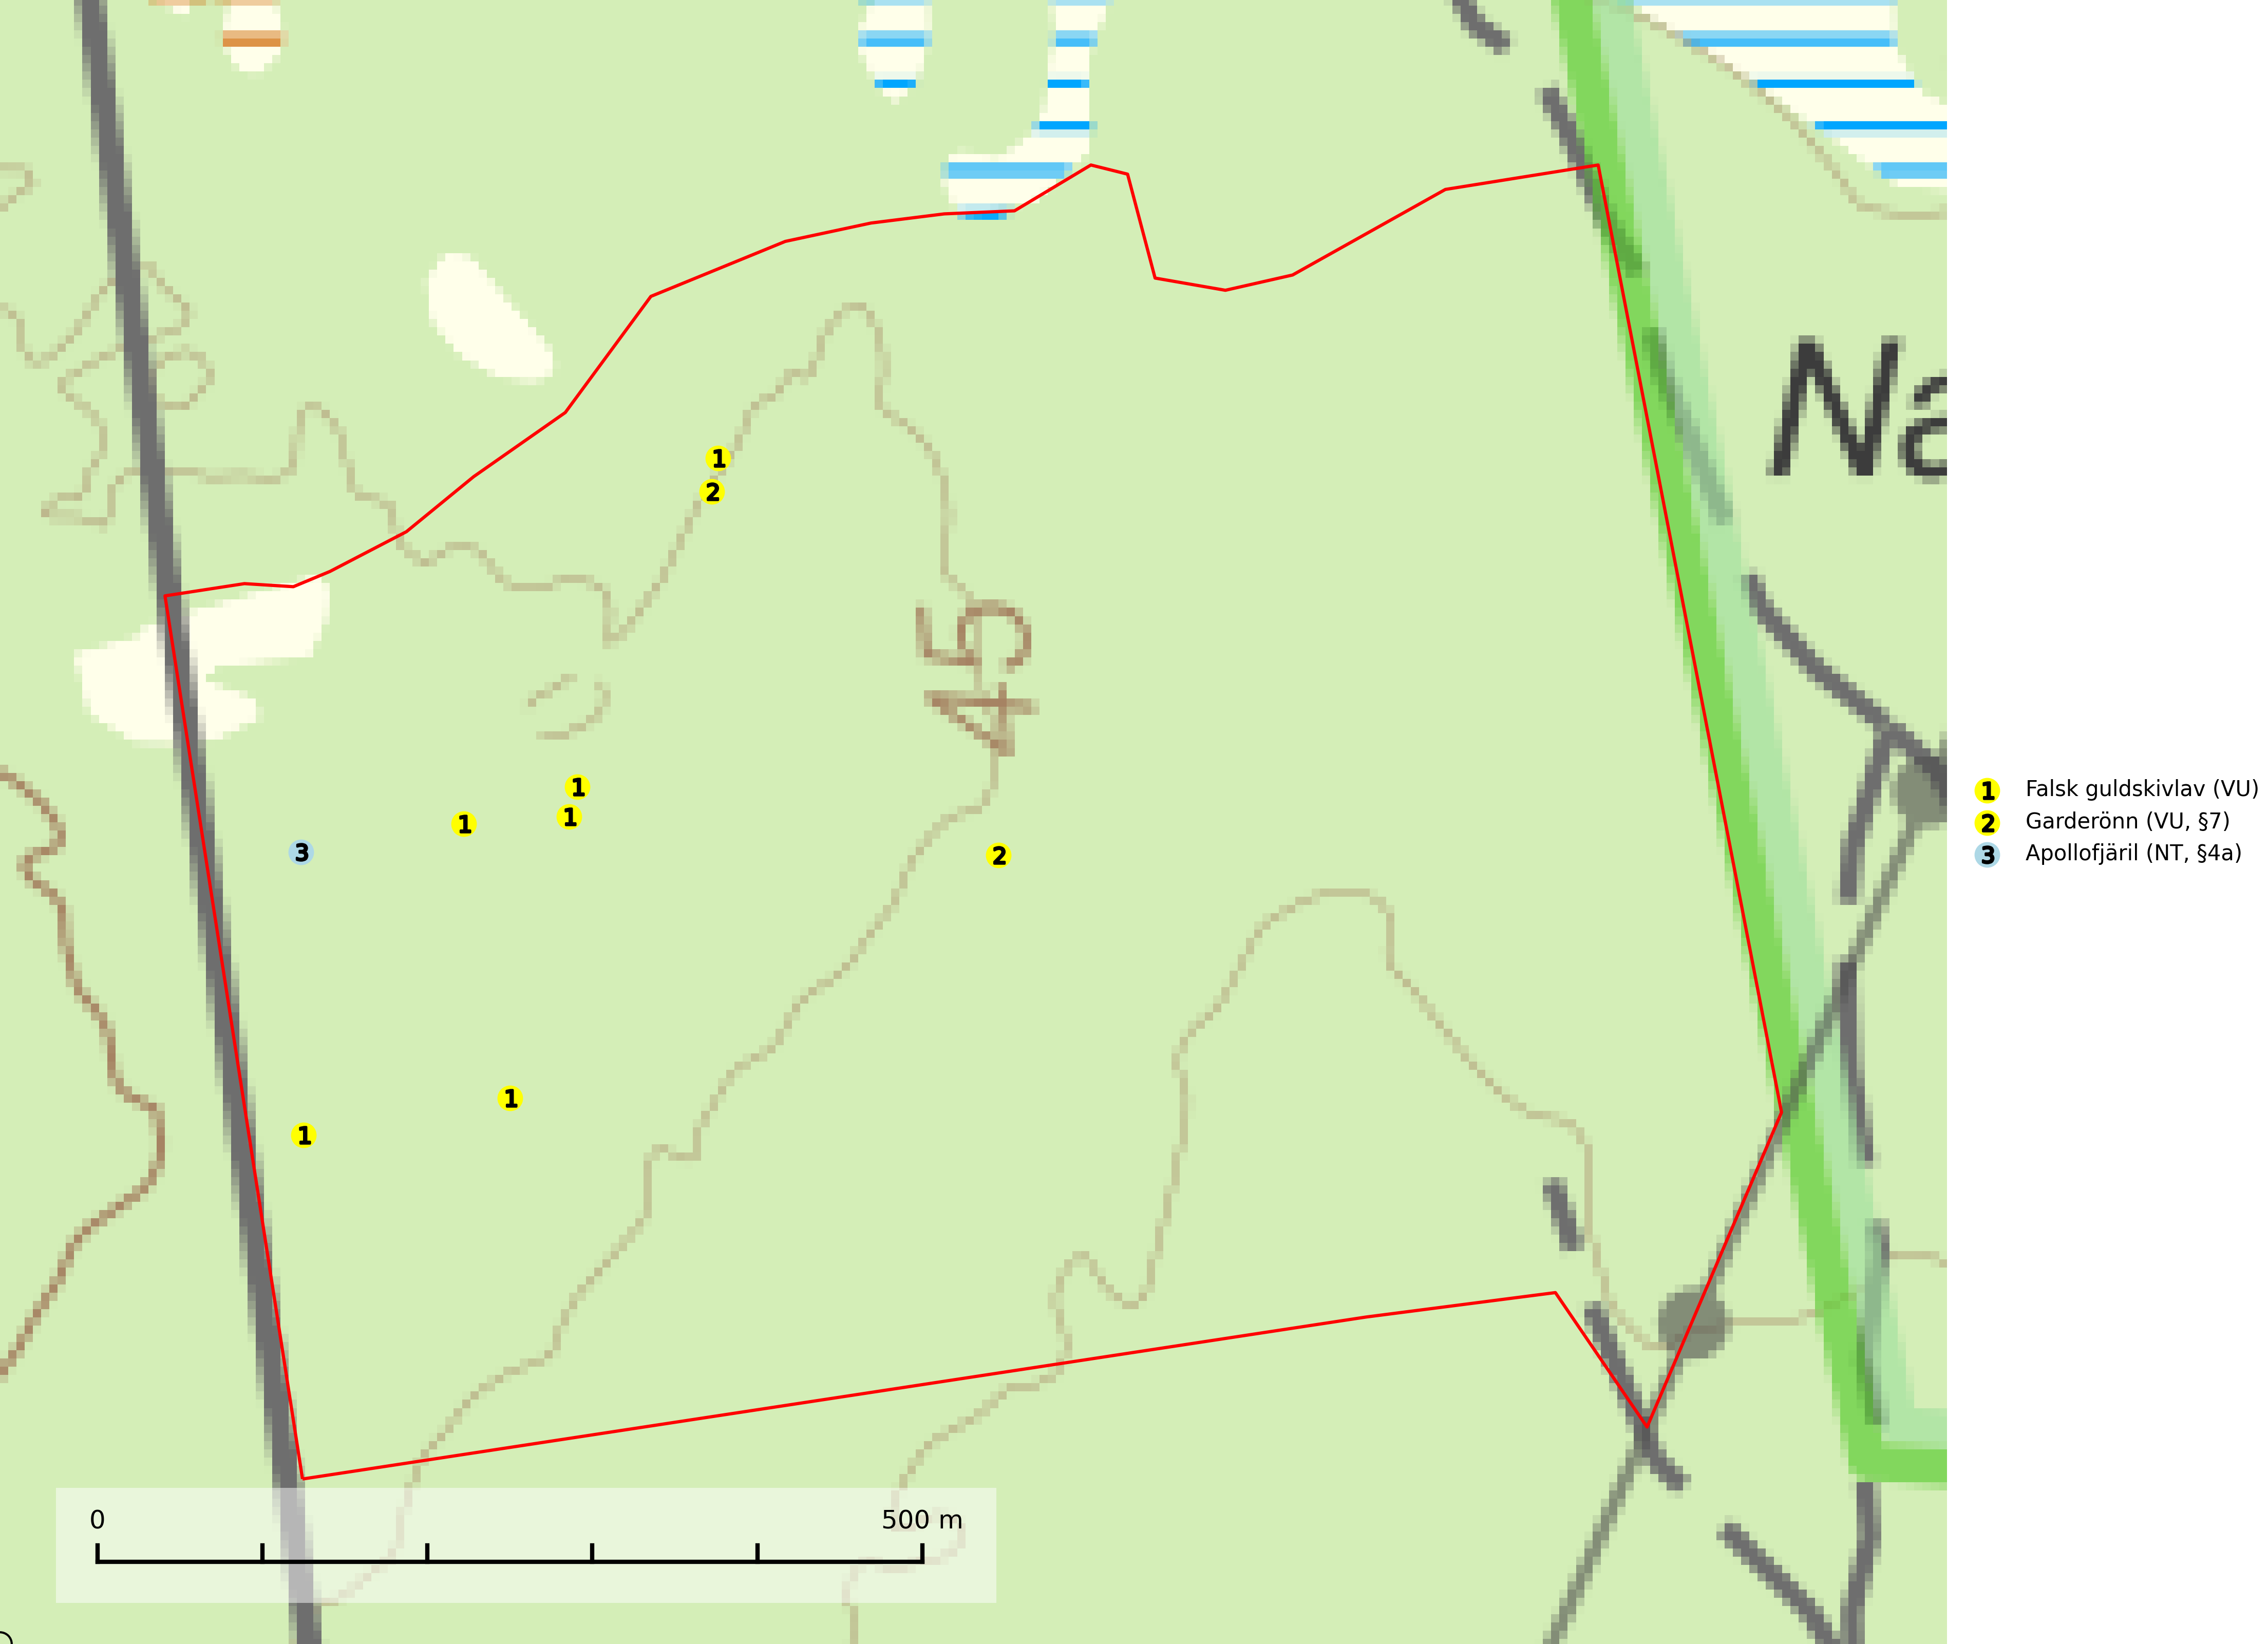 Na
1
2
45
1
1
1
3
2
1
1
0 500 m
1 Falsk guldskivlav (VU)
2 Garderönn (VU, §7)
3 Apollofjäril (NT, §4a)